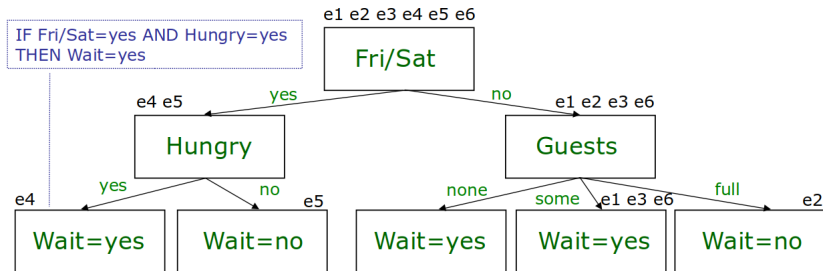 e1 e2 e3 e4 e5 e6
IF Fri/Sat=yes AND Hungry=yes
THEN Wait=yes
Fri/Sat
yes
no
e4 e5
e1 e2 e3 e6
Hungry
Guests
yes
no
none
some
full
e4
e5
e1 e3 e6
e2
Wait=yes
Wait=no
Wait=yes
Wait=yes
Wait=no